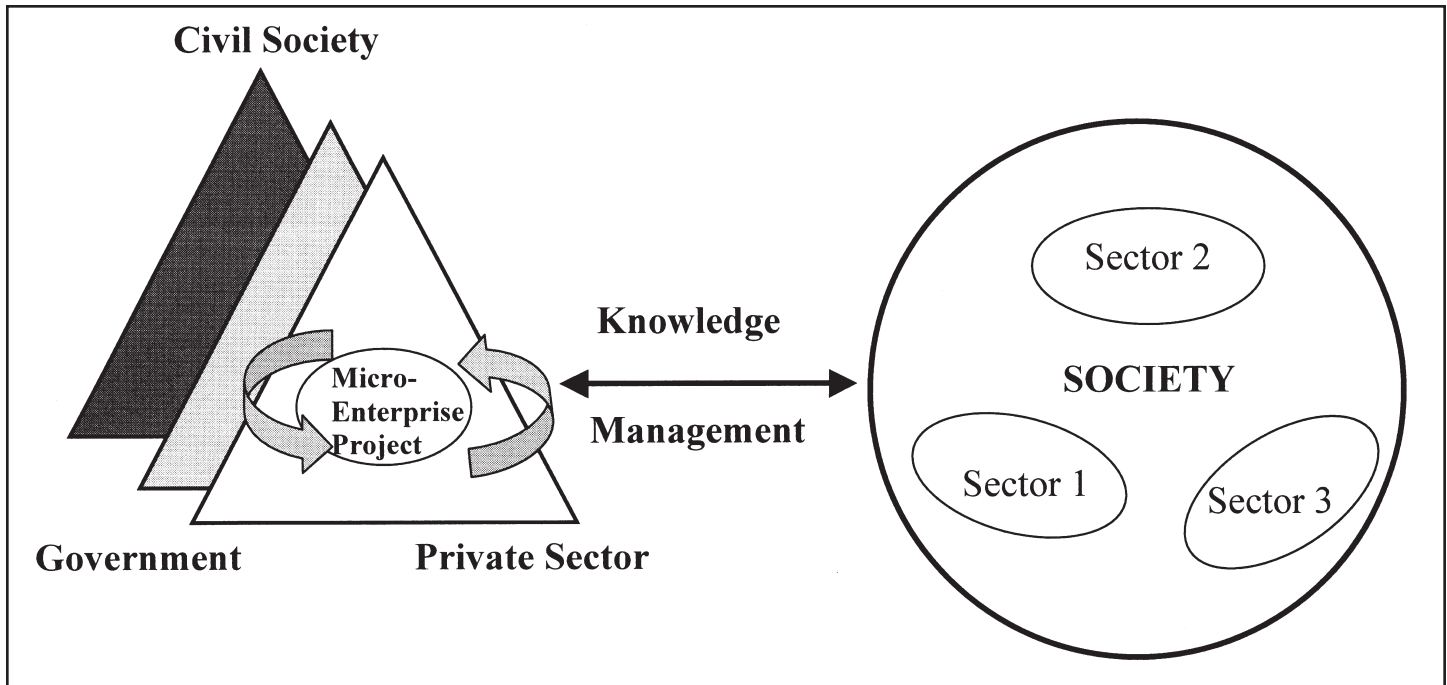 Civil Society
Micro-
Enterprise
Project
Government
Private Sector
Knowledge
Management
Sector 2
SOCIETY
Sector 1
Sector 3